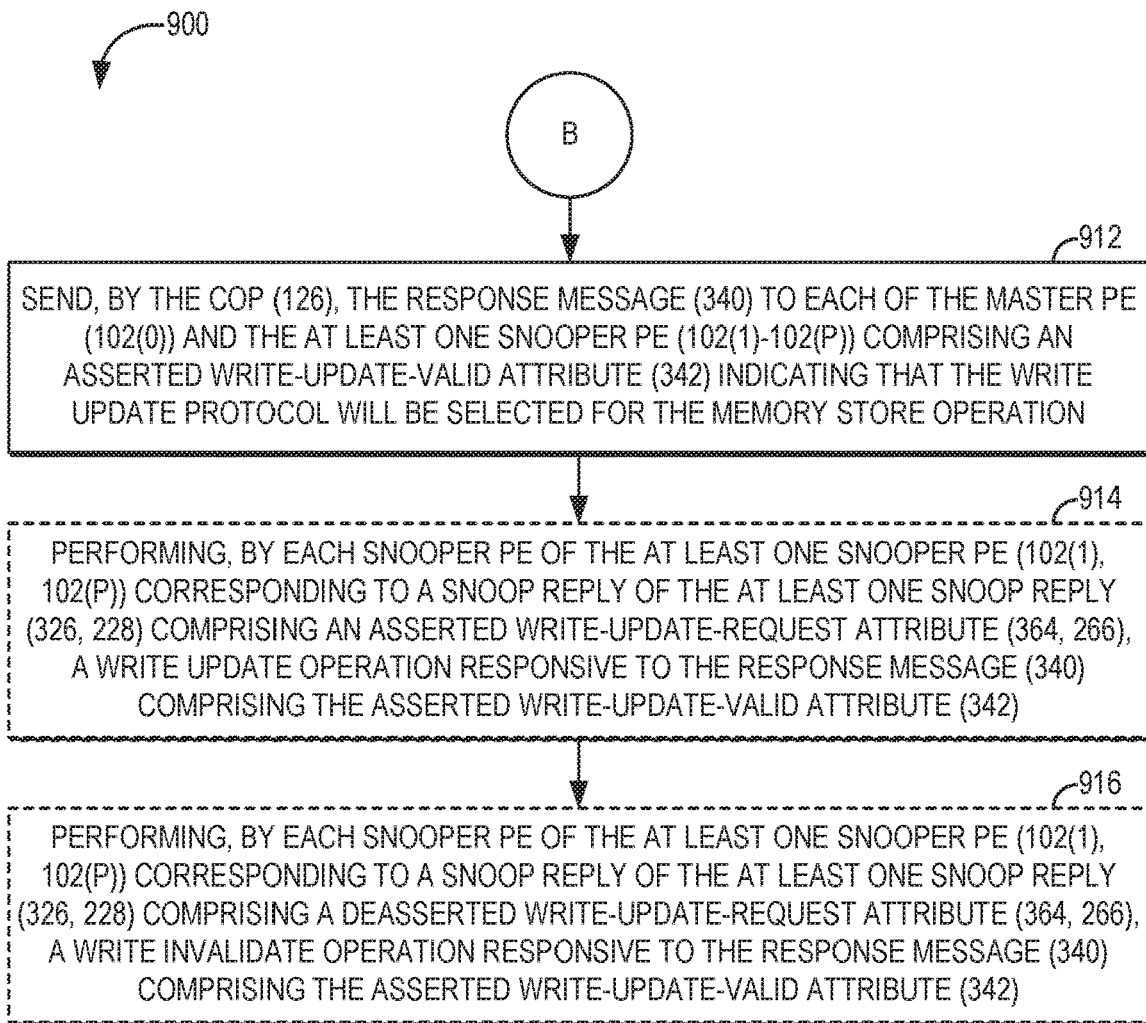 900
B
912
SEND, BY THE COP (126), THE RESPONSE MESSAGE (340) TO EACH OF THE MASTER PE
(102(0)) AND THE AT LEAST ONE SNOOPER PE (102(1)-102(P)) COMPRISING AN
ASSERTED WRITE-UPDATE-VALID ATTRIBUTE (342) INDICATING THAT THE WRITE
UPDATE PROTOCOL WILL BE SELECTED FOR THE MEMORY STORE OPERATION
914
PERFORMING, BY EACH SNOOPER PE OF THE AT LEAST ONE SNOOPER PE (102(1),
102(P)) CORRESPONDING TO A SNOOP REPLY OF THE AT LEAST ONE SNOOP REPLY
(326, 228) COMPRISING AN ASSERTED WRITE-UPDATE-REQUEST ATTRIBUTE (364, 266),
A WRITE UPDATE OPERATION RESPONSIVE TO THE RESPONSE MESSAGE (340)
COMPRISING THE ASSERTED WRITE-UPDATE-VALID ATTRIBUTE (342)
916
PERFORMING, BY EACH SNOOPER PE OF THE AT LEAST ONE SNOOPER PE (102(1),
102(P)) CORRESPONDING TO A SNOOP REPLY OF THE AT LEAST ONE SNOOP REPLY
(326, 228) COMPRISING A DEASSERTED WRITE-UPDATE-REQUEST ATTRIBUTE (364, 266),
A WRITE INVALIDATE OPERATION RESPONSIVE TO THE RESPONSE MESSAGE (340)
COMPRISING THE ASSERTED WRITE-UPDATE-VALID ATTRIBUTE (342)